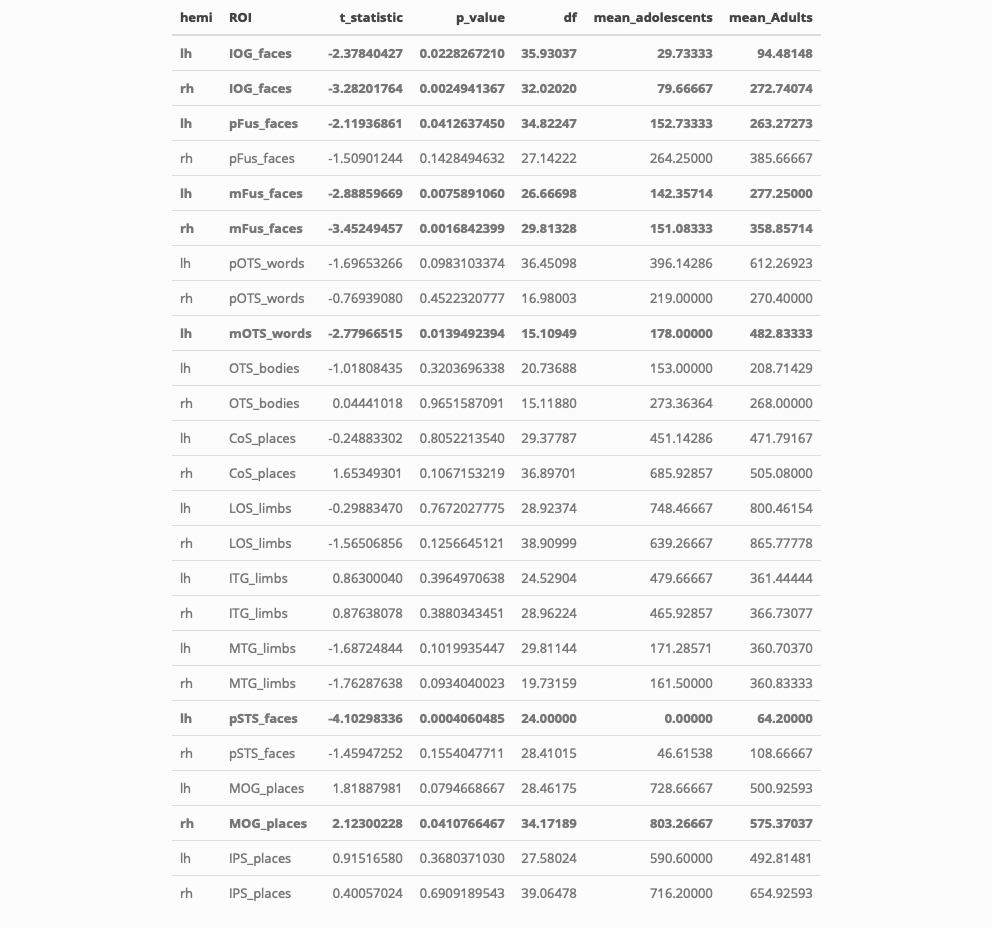 hemi ROI t_statistic p_value df mean_adolescents mean_Adults
lh IOG_faces -2.37840427 0.0228267210 35.93037 29.73333 94.48148
rh IOG_faces -3.28201764 0.0024941367 32.02020 79.66667 272.74074
lh pFus_faces -2.11936861 0.0412637450 34.82247 152.73333 263.27273
rh pFus_faces -1.50901244 0.1428494632 27.14222 264.25000 385.66667
lh mFus_faces -2.88859669 0.0075891060 26.66698 142.35714 277.25000
rh mFus_faces -3.45249457 0.0016842399 29.81328 151.08333 358.85714
lh pOTS_words -1.69653266 0.0983103374 36.45098 396.14286 612.26923
rh pOTS_words -0.76939080 0.4522320777 16.98003 219.00000 270.40000
lh mOTS_words -2.77966515 0.0139492394 15.10949 178.00000 482.83333
lh OTS_bodies -1.01808435 0.3203696338 20.73688 153.00000 208.71429
rh OTS_bodies 0.04441018 0.9651587091 15.11880 273.36364 268.00000
lh CoS_places -0.24883302 0.8052213540 29.37787 451.14286 471.79167
rh CoS_places 1.65349301 0.1067153219 36.89701 685.92857 505.08000
lh LOS_limbs -0.29883470 0.7672027775 28.92374 748.46667 800.46154
rh LOS_limbs -1.56506856 0.1256645121 38.90999 639.26667 865.77778
lh ITG_limbs 0.86300040 0.3964970638 24.52904 479.66667 361.44444
rh ITG_limbs 0.87638078 0.3880343451 28.96224 465.92857 366.73077
lh MTG_limbs -1.68724844 0.1019935447 29.81144 171.28571 360.70370
rh MTG_limbs -1.76287638 0.0934040023 19.73159 161.50000 360.83333
lh pSTS_faces -4.10298336 0.0004060485 24.00000 0.00000 64.20000
rh pSTS_faces -1.45947252 0.1554047711 28.41015 46.61538 108.66667
lh MOG_places 1.81887981 0.0794668667 28.46175 728.66667 500.92593
rh MOG_places 2.12300228 0.0410766467 34.17189 803.26667 575.37037
lh IPS_places 0.91516580 0.3680371030 27.58024 590.60000 492.81481
rh IPS_places 0.40057024 0.6909189543 39.06478 716.20000 654.92593